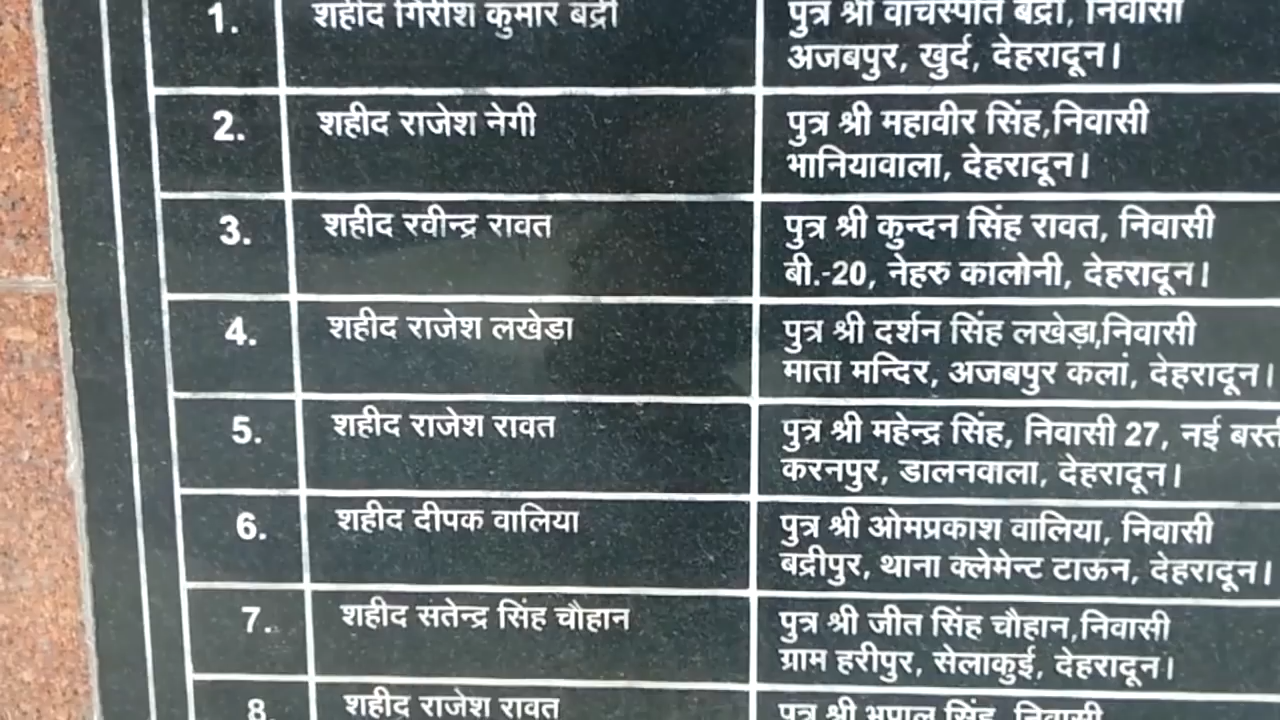 1. शहीद गिरीश कुमार बद्री पुत्र श्री वाचस्पति बद्री, निवासी
अजबपुर, खुर्द, देहरादून।
2. शहीद राजेश नेगी पुत्र श्री महावीर सिंह,निवासी
भानियावाला, देहरादून।
3. शहीद रवीन्द्र रावत पुत्र श्री कुन्दन सिंह रावत, निवासी
बी.-20, नेहरु कालोनी, देहरादून।
4. शहीद राजेश लखेड़ा पुत्र श्री दर्शन सिंह लखेड़ा,निवासी
माता मन्दिर, अजबपुर कलां, देहरादून।
5. शहीद राजेश रावत पुत्र श्री महेन्द्र सिंह, निवासी 27, नई
करनपुर, डालनवाला, देहरादून।
6. शहीद दीपक वालिया पुत्र श्री ओमप्रकाश वालिया, निवासी
बद्रीपुर, थाना क्लेमेन्ट टाऊन, देहरादून।
7. शहीद सतेन्द्र सिंह चौहान पुत्र श्री जीत सिंह चौहान,निवासी
ग्राम हरीपुर, सेलाकुई, देहरादून।
8. शहीद राजेश रावत पुत्र श्री भूपाल सिंह, निवासी